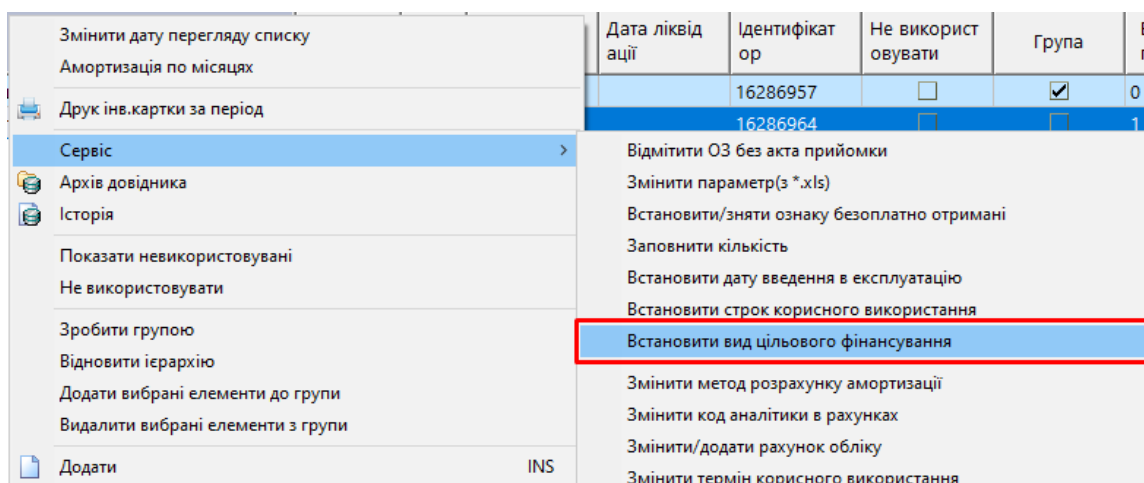 Дата ліквід
ації
Ідентифікат
ор
Не використ
овувати
Група
16286957
0
16286964
1
Змінити дату перегляду списку
Амортизація по місяцях
Друк інв.картки за період
Сервіс
Архів довідника
Історія
Показати невикористовувані
Не використовувати
Зробити групою
Відновити ієрархію
Додати вибрані елементи до групи
Видалити вибрані елементи з групи
Додати INS
Відмітити ОЗ без акта прийомки
Змінити параметр(з *.xls)
Встановити/зняти ознаку безоплатно отримані
Заповнити кількість
Встановити дату введення в експлуатацію
Встановити строк корисного використання
Встановити вид цільового фінансування
Змінити метод розрахунку амортизації
Змінити код аналітики в рахунках
Змінити/додати рахунок обліку
Змінити термін корисного використання